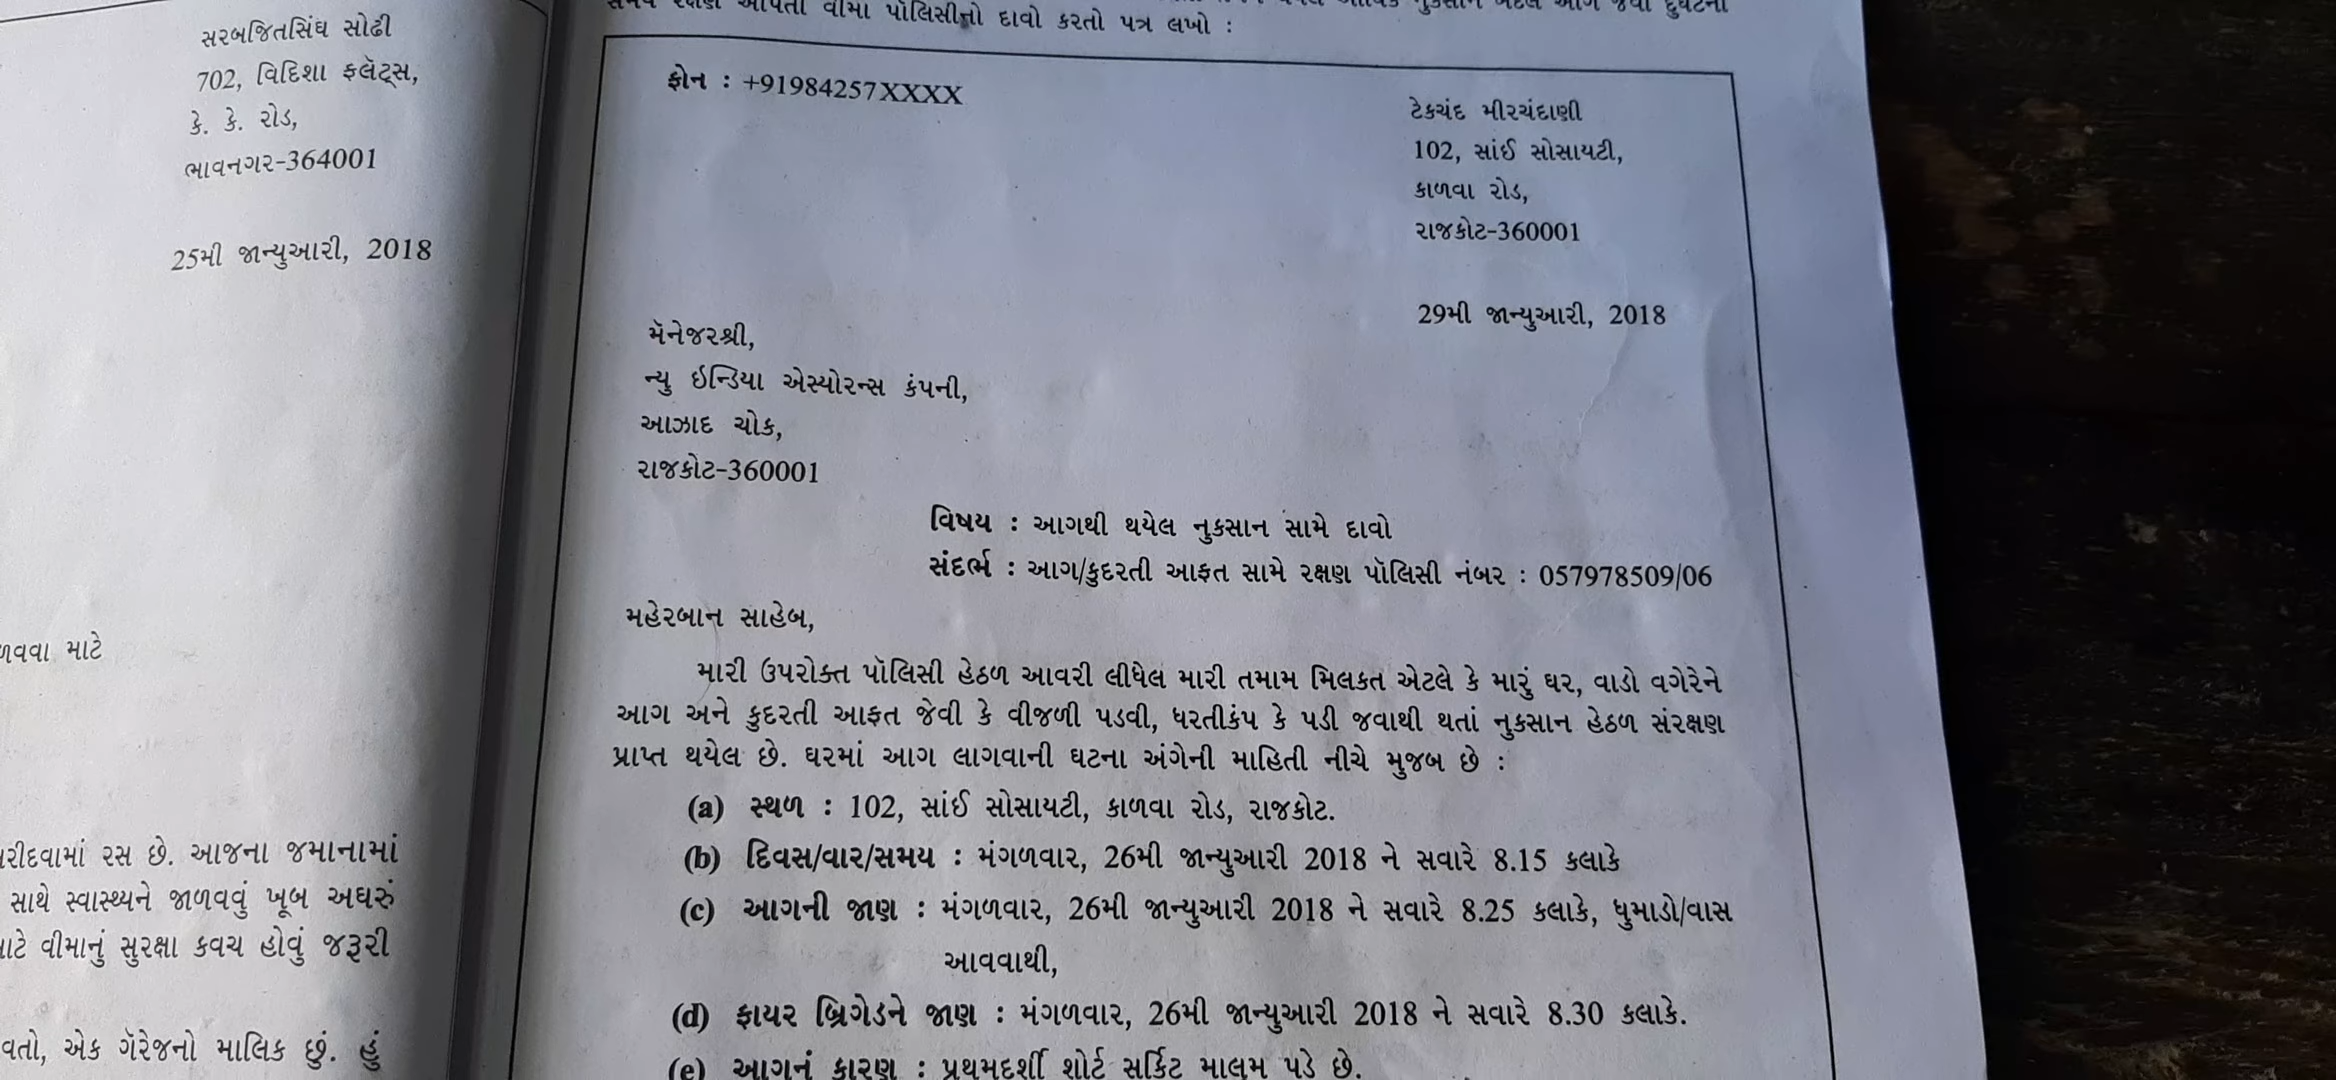 સરબજિતસિંઘ સોઢી
702, વિદિશા ફ્લૅટ્સ,
કે. કે. રોડ,
ભાવનગર-364001
25મી જાન્યુઆરી, 2018
માટે
રસ છે. આજના જમાનામાં
સાથે સ્વાસ્થ્યને જાળવવું ખૂબ અઘરું
વીમાનું સુરક્ષા કવચ હોવું જરૂરી
એક ગૅરેજનો માલિક છું. હું
વીમા પૉલિસીનો દાવો કરતો પત્ર લખો :
ફોન : +91984257XXXX
ટેકચંદ મીરચંદાણી
102, સાંઈ સોસાયટી,
કાળવા રોડ,
રાજકોટ-360001
29મી જાન્યુઆરી, 2018
મૅનેજરશ્રી,
ન્યુ ઇન્ડિયા એસ્યોરન્સ કંપની,
આઝાદ ચોક,
રાજકોટ-360001
વિષય : આગથી થયેલ નુકસાન સામે દાવો
સંદર્ભ : આગ/કુદરતી આફત સામે રક્ષણ પૉલિસી નંબર : 057978509/06
મહેરબાન સાહેબ,
મારી ઉપરોક્ત પૉલિસી હેઠળ આવરી લીધેલ મારી તમામ મિલકત એટલે કે મારું ઘર, વાડો વગેરેને
આગ અને કુદરતી આફત જેવી કે વીજળી પડવી, ધરતીકંપ કે પડી જવાથી થતાં નુકસાન હેઠળ સંરક્ષણ
પ્રાપ્ત થયેલ છે. ઘરમાં આગ લાગવાની ઘટના અંગેની માહિતી નીચે મુજબ છે :
(a) સ્થળ : 102, સાંઈ સોસાયટી, કાળવા રોડ, રાજકોટ.
(b) દિવસ/વાર/સમય : મંગળવાર, 26મી જાન્યુઆરી 2018 ને સવારે 8.15 કલાકે
(c) આગની જાણ : મંગળવાર, 26મી જાન્યુઆરી 2018 ને સવારે 8.25 કલાકે, ધુમાડો/વાસ
આવવાથી,
(d) ફાયર બ્રિગેડને જાણ : મંગળવાર, 26મી જાન્યુઆરી 2018 ને સવારે 8.30 કલાકે.
(e) આગનું કારણ : પ્રથમદર્શી શોર્ટ સર્કિટ માલુમ પડે છે.